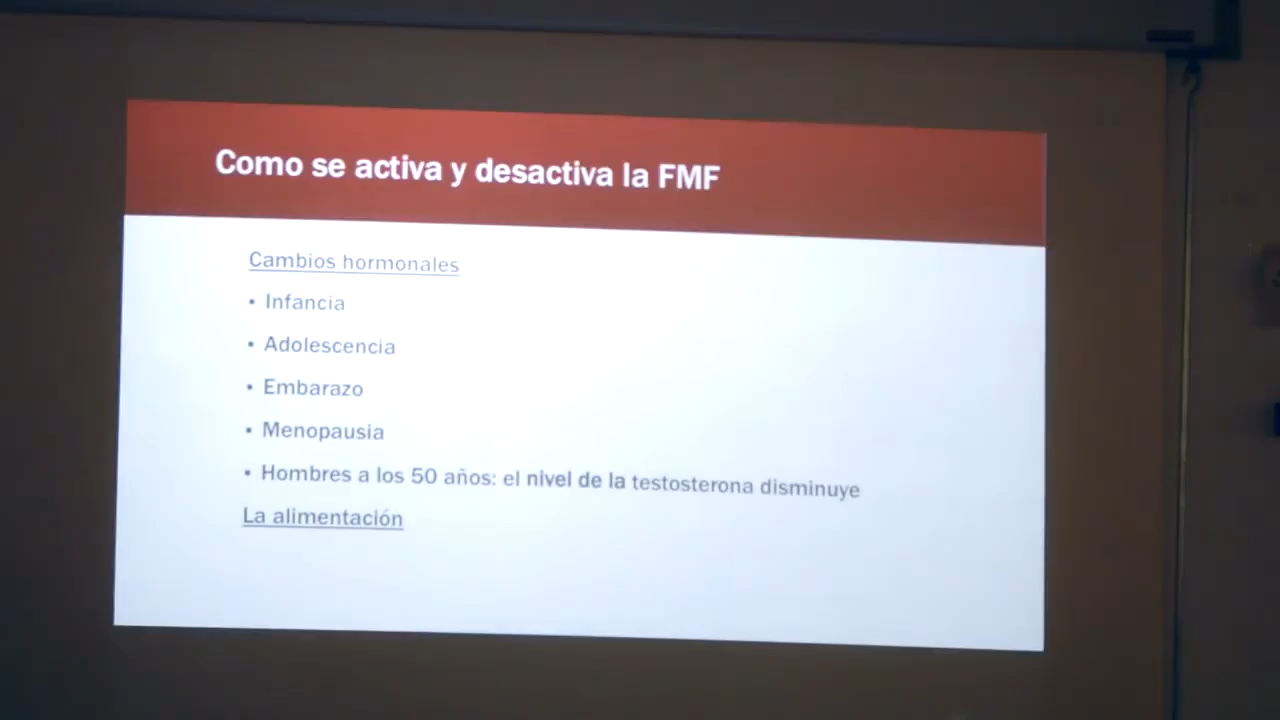 Como se activa y desactiva la FMF
Cambios hormonales
• Infancia
• Adolescencia
• Embarazo
• Menopausia
• Hombres a los 50 años: el nivel de la testosterona disminuye
La alimentación